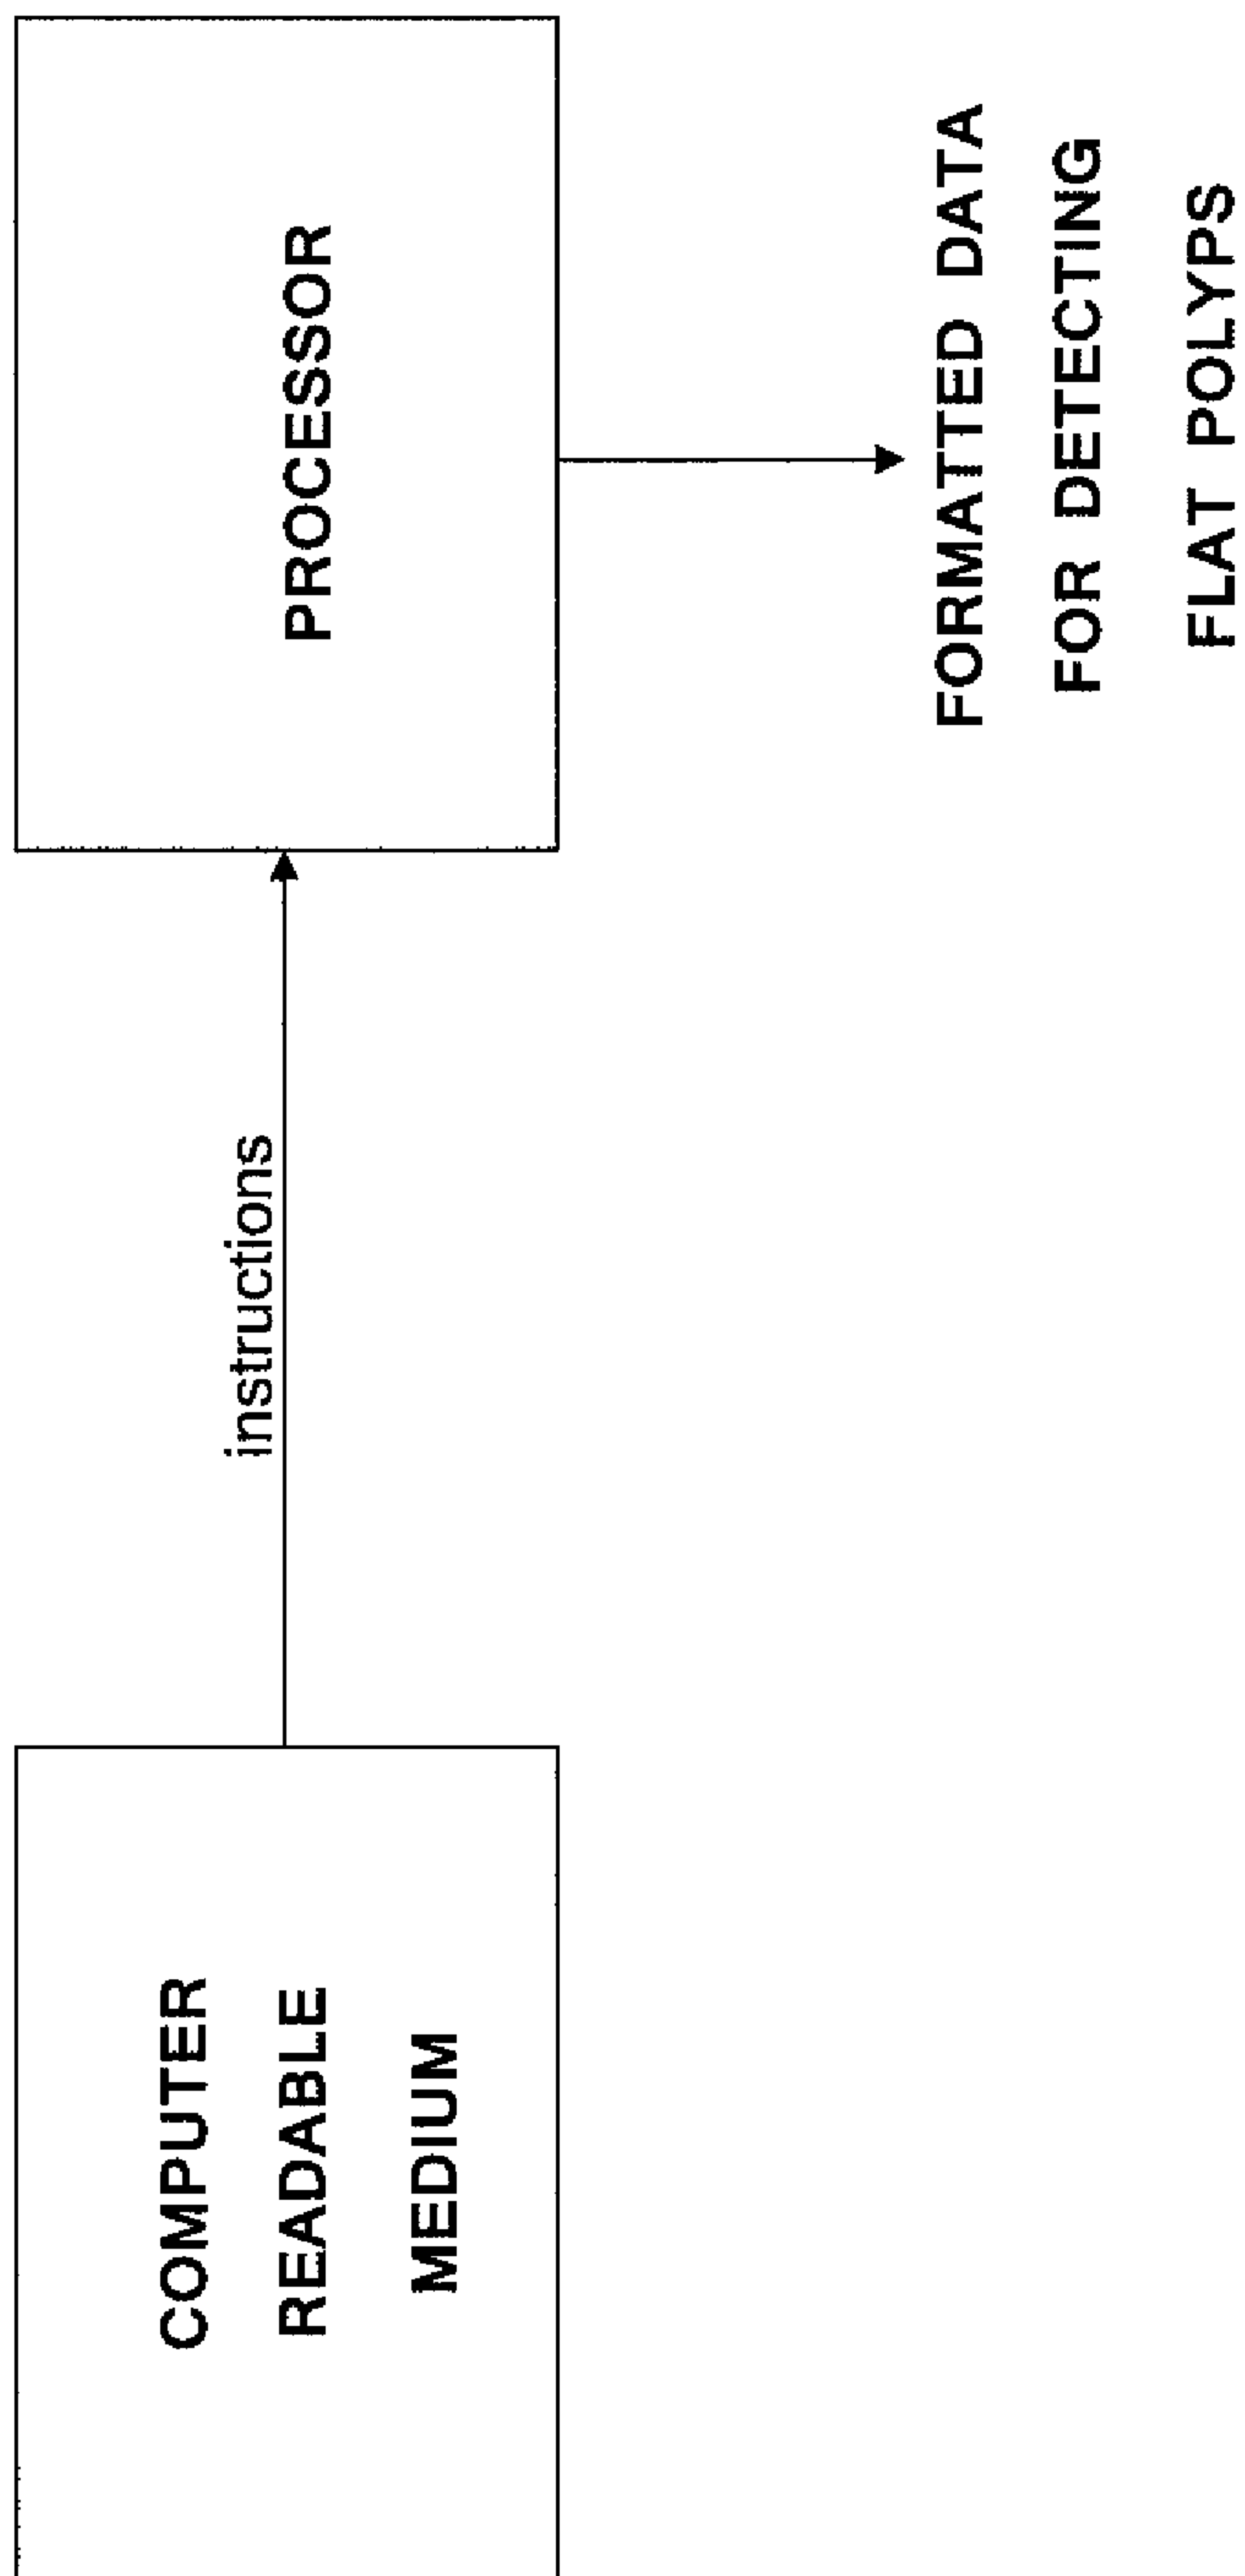 COMPUTER
READABLE
MEDIUM
instructions
PROCESSOR
FORMATTED DATA
FOR DETECTING
FLAT POLYPS